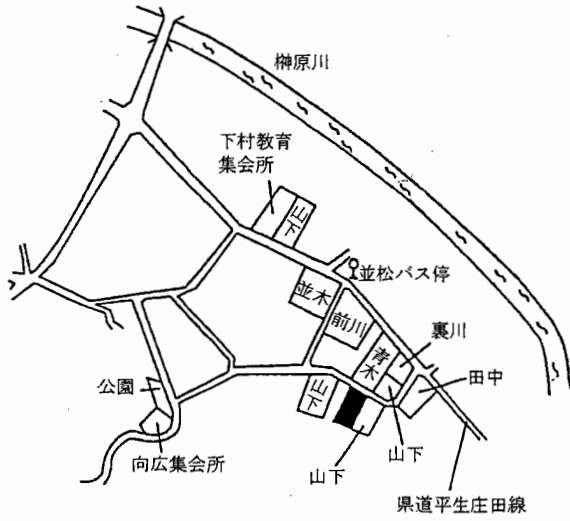 榊原川
下村教育
集会所
山下
並松バス停
並木
前川
裏川
青木
田中
公園
山下
向広集会所
山下
山下
県道平生庄田線